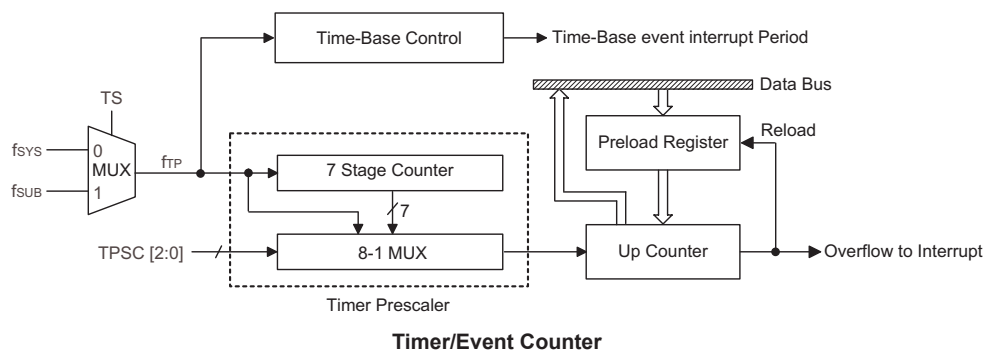 Time-Base Control
Time-Base event interrupt Period
Data Bus
TS
Preload Register
Reload
fSYS
0
MUX
fTP
7 Stage Counter
fSUB
1
7
TPSC [2:0]
8-1 MUX
Up Counter
Overflow to Interrupt
Timer Prescaler
Timer/Event Counter